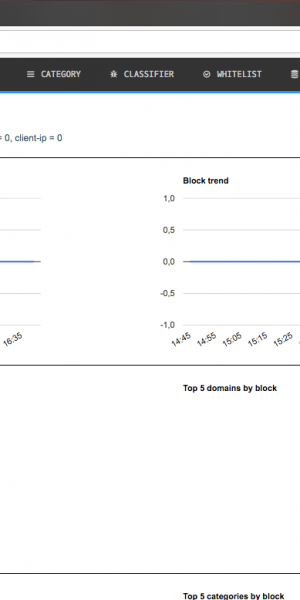 CATEGORY CLASSIFIER WHITELIST
= 0, client-ip = 0
Block trend
1,0
0,5
0,0
-0,5
-1,0
16:35
14:45 14:55 15:05 15:15 15:25
Top 5 domains by block
Top 5 categories by block